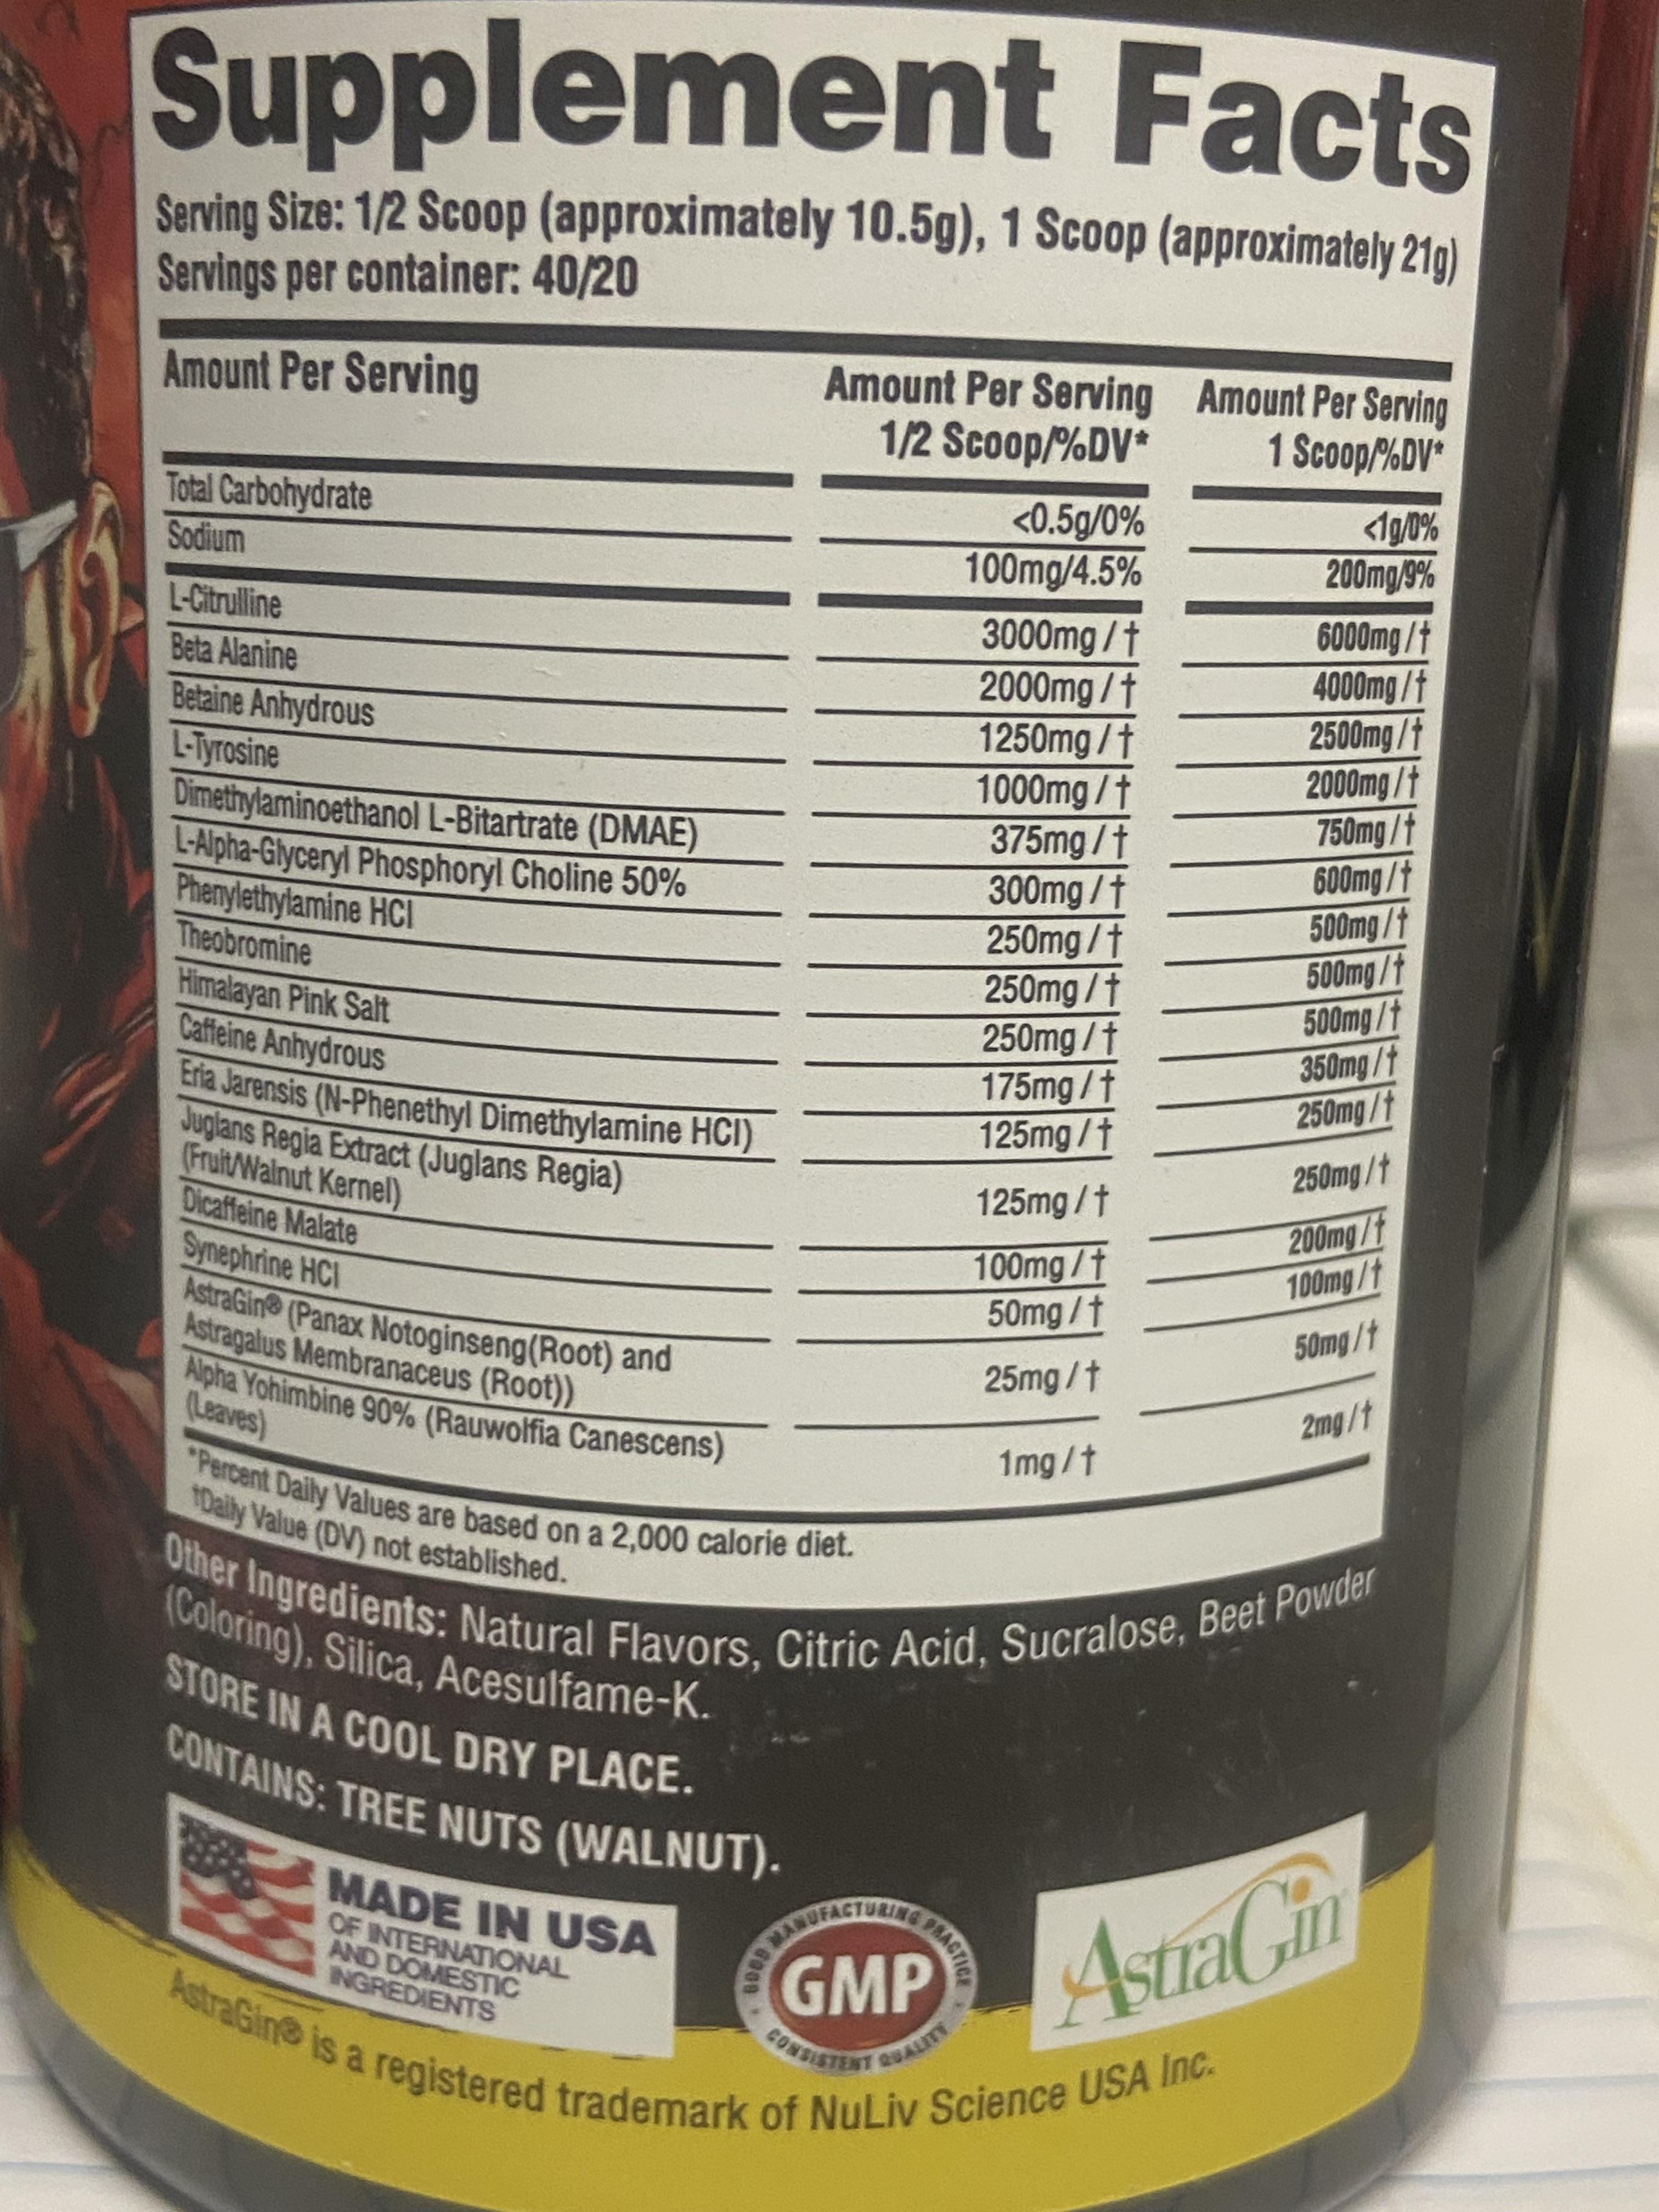 Supplement Facts
Serving Size: 1/2 Scoop (approximately 10.5g), 1 Scoop (approximately 21g)
Servings per container: 40/20
Amount Per Serving Amount Per Serving 1/2 Scoop/%DV* Amount Per Serving 1 Scoop/%DV*
Total Carbohydrate <0.5g/0% <1g/0%
Sodium 100mg/4.5% 200mg/9%
L-Citrulline 3000mg/† 6000mg/†
Beta Alanine 2000mg/† 4000mg/†
Betaine Anhydrous 1250mg/† 2500mg/†
L-Tyrosine 1000mg/† 2000mg/†
Dimethylaminoethanol L-Bitartrate (DMAE) 375mg/† 750mg/†
L-Alpha-Glyceryl Phosphoryl Choline 50% 300mg/† 600mg/†
Phenylethylamine HCl 250mg/† 500mg/†
Theobromine 250mg/† 500mg/†
Himalayan Pink Salt 250mg/† 500mg/†
Caffeine Anhydrous 175mg/† 350mg/†
Eria Jarensis (N-Phenethyl Dimethylamine HCl) 125mg/† 250mg/†
Juglans Regia Extract (Juglans Regia)
(Fruit/Walnut Kernel) 125mg/† 250mg/†
Dicaffeine Malate 100mg/† 200mg/†
Synephrine HCl 50mg/† 100mg/†
AstraGin® (Panax Notoginseng(Root) and
Astragalus Membranaceus (Root)) 25mg/† 50mg/†
Alpha Yohimbine 90% (Rauwolfia Canescens)
(Leaves) 1mg/† 2mg/†
*Percent Daily Values are based on a 2,000 calorie diet.
†Daily Value (DV) not established.
Other Ingredients: Natural Flavors, Citric Acid, Sucralose, Beet Powder
(Coloring), Silica, Acesulfame-K.
STORE IN A COOL DRY PLACE.
CONTAINS: TREE NUTS (WALNUT).
MADE IN USA
OF INTERNATIONAL
AND DOMESTIC
INGREDIENTS
GOOD MANUFACTURING PRACTICE
GMP
CONSISTENT QUALITY
AstraGin
AstraGin® is a registered trademark of NuLiv Science USA Inc.